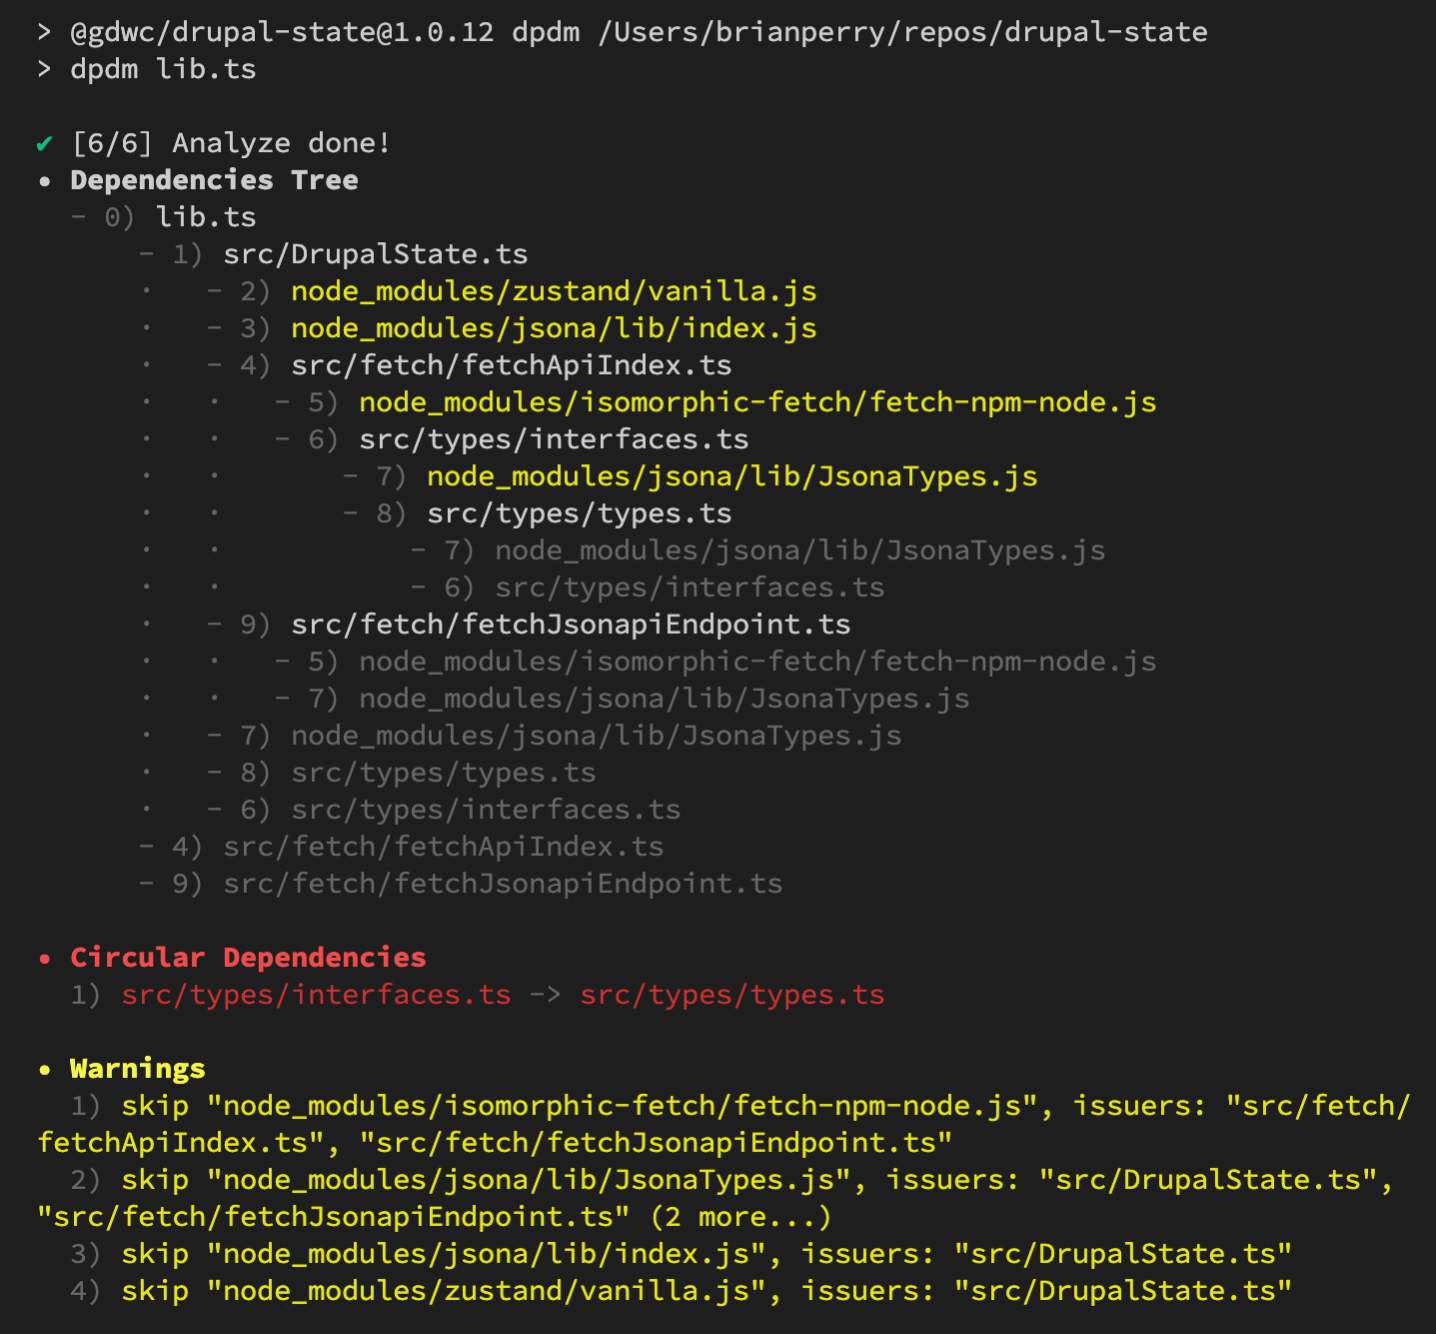 > @gdwc/drupal-state@1.0.12 dpdm /Users/brianperry/repos/drupal-state
> dpdm lib.ts
✔ [6/6] Analyze done!
• Dependencies Tree
– 0) lib.ts
– 1) src/DrupalState.ts
· – 2) node_modules/zustand/vanilla.js
· – 3) node_modules/jsona/lib/index.js
· – 4) src/fetch/fetchApiIndex.ts
· · – 5) node_modules/isomorphic-fetch/fetch-npm-node.js
· · – 6) src/types/interfaces.ts
· · – 7) node_modules/jsona/lib/JsonaTypes.js
· · – 8) src/types/types.ts
· · – 7) node_modules/jsona/lib/JsonaTypes.js
· · – 6) src/types/interfaces.ts
· – 9) src/fetch/fetchJsonapiEndpoint.ts
· · – 5) node_modules/isomorphic-fetch/fetch-npm-node.js
· · – 7) node_modules/jsona/lib/JsonaTypes.js
· – 7) node_modules/jsona/lib/JsonaTypes.js
· – 8) src/types/types.ts
· – 6) src/types/interfaces.ts
– 4) src/fetch/fetchApiIndex.ts
– 9) src/fetch/fetchJsonapiEndpoint.ts
• Circular Dependencies
1) src/types/interfaces.ts -> src/types/types.ts
• Warnings
1) skip "node_modules/isomorphic-fetch/fetch-npm-node.js", issuers: "src/fetch/
fetchApiIndex.ts", "src/fetch/fetchJsonapiEndpoint.ts"
2) skip "node_modules/jsona/lib/JsonaTypes.js", issuers: "src/DrupalState.ts",
"src/fetch/fetchJsonapiEndpoint.ts" (2 more...)
3) skip "node_modules/jsona/lib/index.js", issuers: "src/DrupalState.ts"
4) skip "node_modules/zustand/vanilla.js", issuers: "src/DrupalState.ts"